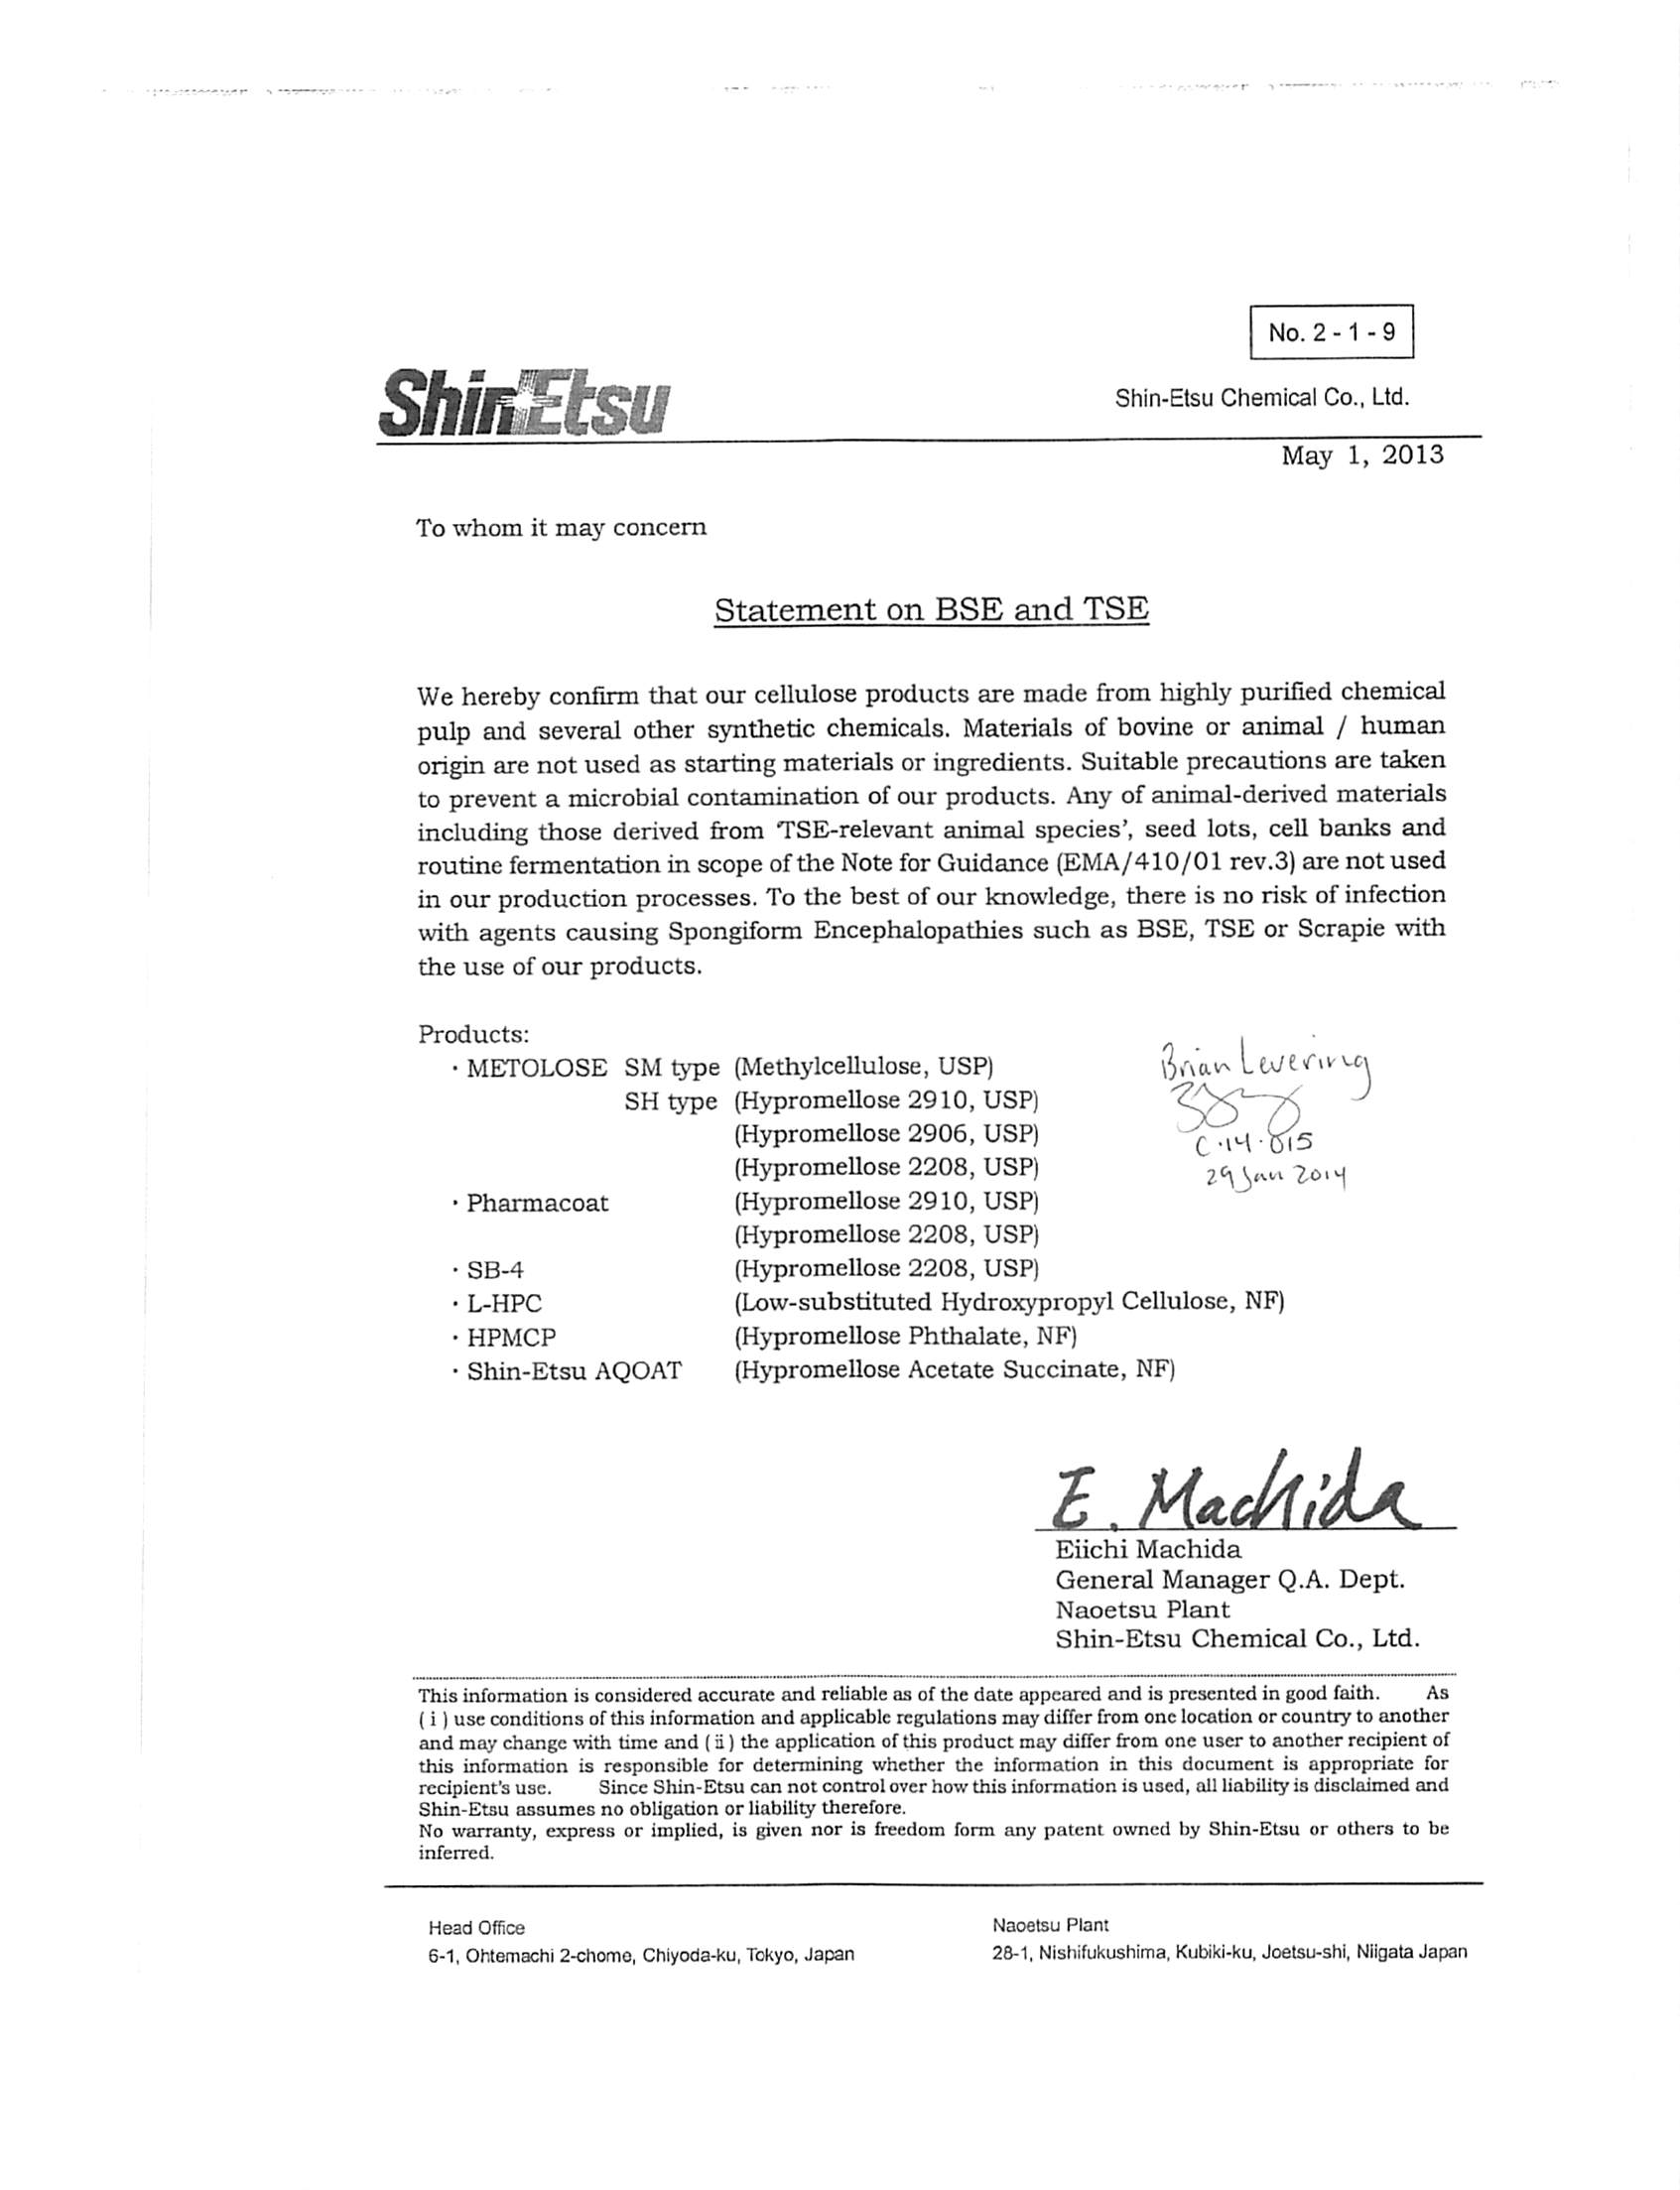 No. 2 - 1 - 9
Shin-Etsu
Shin-Etsu Chemical Co., Ltd.
May 1, 2013
To whom it may concern
Statement on BSE and TSE
We hereby confirm that our cellulose products are made from highly purified chemical
pulp and several other synthetic chemicals. Materials of bovine or animal / human
origin are not used as starting materials or ingredients. Suitable precautions are taken
to prevent a microbial contamination of our products. Any of animal-derived materials
including those derived from ‘TSE-relevant animal species’, seed lots, cell banks and
routine fermentation in scope of the Note for Guidance (EMA/410/01 rev.3) are not used
in our production processes. To the best of our knowledge, there is no risk of infection
with agents causing Spongiform Encephalopathies such as BSE, TSE or Scrapie with
the use of our products.
Products:
· METOLOSE SM type (Methylcellulose, USP)
SH type (Hypromellose 2910, USP)
(Hypromellose 2906, USP)
(Hypromellose 2208, USP)
· Pharmacoat (Hypromellose 2910, USP)
(Hypromellose 2208, USP)
· SB-4 (Hypromellose 2208, USP)
· L-HPC (Low-substituted Hydroxypropyl Cellulose, NF)
· HPMCP (Hypromellose Phthalate, NF)
· Shin-Etsu AQOAT (Hypromellose Acetate Succinate, NF)
Brian Levering
C·14·015
29 Jan 2014
E. Machida
Eiichi Machida
General Manager Q.A. Dept.
Naoetsu Plant
Shin-Etsu Chemical Co., Ltd.
This information is considered accurate and reliable as of the date appeared and is presented in good faith. As
( i ) use conditions of this information and applicable regulations may differ from one location or country to another
and may change with time and ( ii ) the application of this product may differ from one user to another recipient of
this information is responsible for determining whether the information in this document is appropriate for
recipient's use. Since Shin-Etsu can not control over how this information is used, all liability is disclaimed and
Shin-Etsu assumes no obligation or liability therefore.
No warranty, express or implied, is given nor is freedom form any patent owned by Shin-Etsu or others to be
inferred.
Head Office
6-1, Ohtemachi 2-chome, Chiyoda-ku, Tokyo, Japan
Naoetsu Plant
28-1, Nishifukushima, Kubiki-ku, Joetsu-shi, Niigata Japan